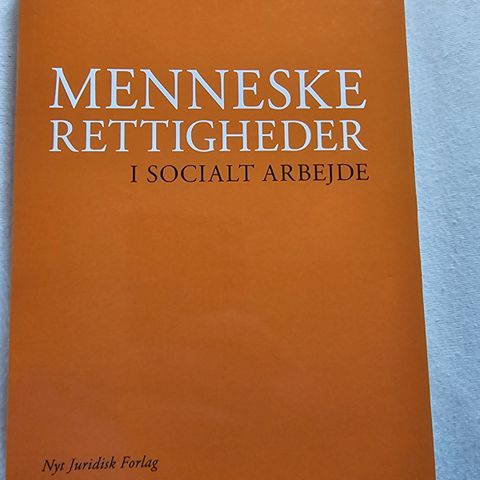 MENNESKE
RETTIGHEDER
I SOCIALT ARBEJDE
Nyt Juridisk Forlag